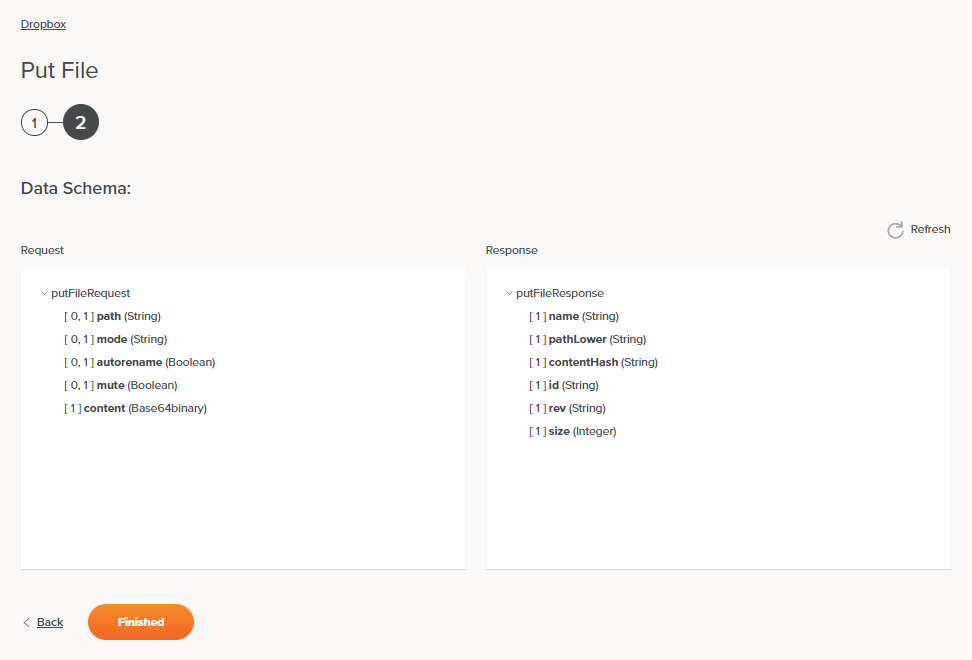 Dropbox
Put File
1 2
Data Schema:
Refresh
Request
Response
putFileRequest
[ 0, 1 ] path (String)
[ 0, 1 ] mode (String)
[ 0, 1 ] autorename (Boolean)
[ 0, 1 ] mute (Boolean)
[ 1 ] content (Base64binary)
putFileResponse
[ 1 ] name (String)
[ 1 ] pathLower (String)
[ 1 ] contentHash (String)
[ 1 ] id (String)
[ 1 ] rev (String)
[ 1 ] size (Integer)
Back
Finished